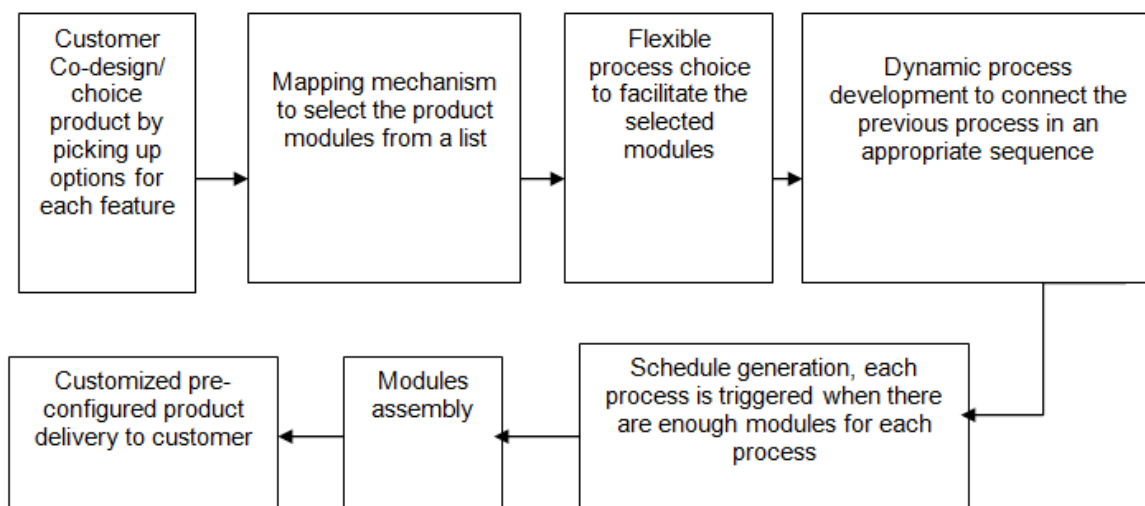 Customer
Co-design/
choice
product by
picking up
options for
each feature
Mapping mechanism
to select the product
modules from a list
Flexible
process choice
to facilitate the
selected
modules
Dynamic process
development to connect the
previous process in an
appropriate sequence
Schedule generation, each
process is triggered when there
are enough modules for each
process
Modules
assembly
Customized pre-
configured product
delivery to customer